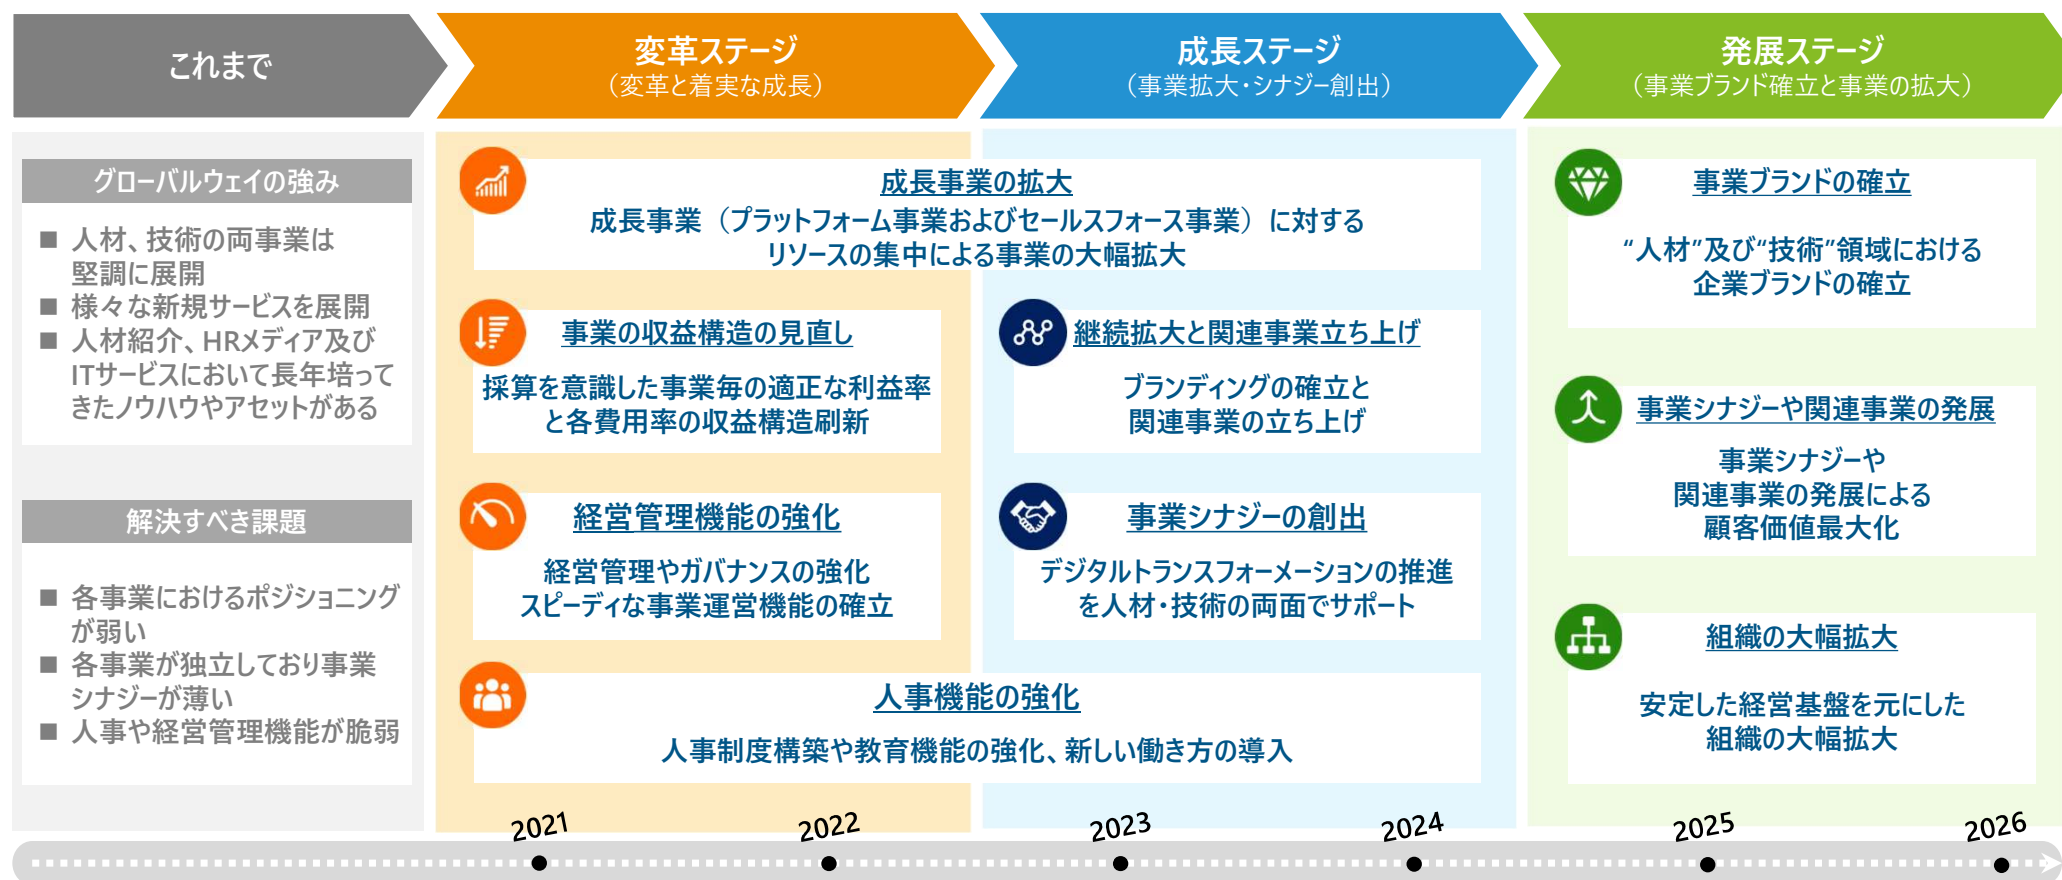 これまで
変革ステージ
（変革と着実な成長）
成長ステージ
（事業拡大・シナジー創出）
発展ステージ
（事業ブランド確立と事業の拡大）
グローバルウェイの強み
■ 人材、技術の両事業は
堅調に展開
■ 様々な新規サービスを展開
■ 人材紹介、HRメディア及び
ITサービスにおいて長年培って
きたノウハウやアセットがある
解決すべき課題
■ 各事業におけるポジショニング
が弱い
■ 各事業が独立しており事業
シナジーが薄い
■ 人事や経営管理機能が脆弱
成長事業の拡大
成長事業（プラットフォーム事業およびセールスフォース事業）に対する
リソースの集中による事業の大幅拡大
事業の収益構造の見直し
採算を意識した事業毎の適正な利益率
と各費用率の収益構造刷新
継続拡大と関連事業立ち上げ
ブランディングの確立と
関連事業の立ち上げ
経営管理機能の強化
経営管理やガバナンスの強化
スピーディな事業運営機能の確立
事業シナジーの創出
デジタルトランスフォーメーションの推進
を人材・技術の両面でサポート
人事機能の強化
人事制度構築や教育機能の強化、新しい働き方の導入
事業ブランドの確立
“人材”及び“技術”領域における
企業ブランドの確立
事業シナジーや関連事業の発展
事業シナジーや
関連事業の発展による
顧客価値最大化
組織の大幅拡大
安定した経営基盤を元にした
組織の大幅拡大
2021
2022
2023
2024
2025
2026